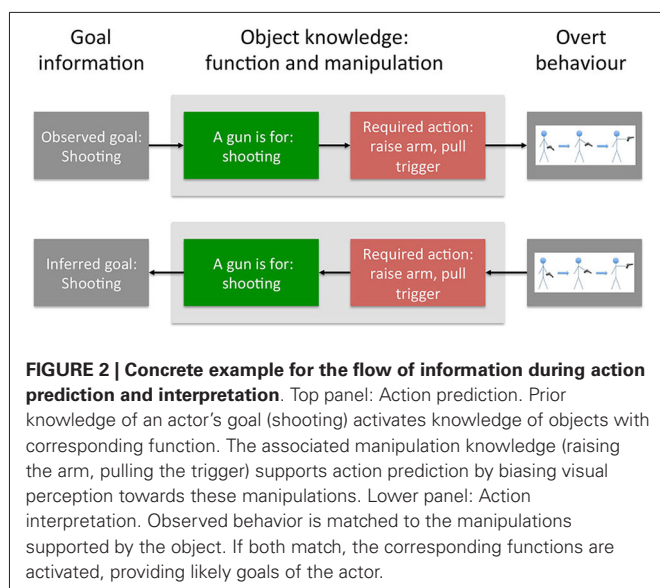 Goal
information
Object knowledge:
function and manipulation
Overt
behaviour
Observed goal:
Shooting
A gun is for:
shooting
Required action:
raise arm, pull
trigger
Inferred goal:
Shooting
A gun is for:
shooting
Required action:
raise arm, pull
trigger
FIGURE 2 | Concrete example for the flow of information during action
prediction and interpretation. Top panel: Action prediction. Prior
knowledge of an actor's goal (shooting) activates knowledge of objects with
corresponding function. The associated manipulation knowledge (raising
the arm, pulling the trigger) supports action prediction by biasing visual
perception towards these manipulations. Lower panel: Action
interpretation. Observed behavior is matched to the manipulations
supported by the object. If both match, the corresponding functions are
activated, providing likely goals of the actor.